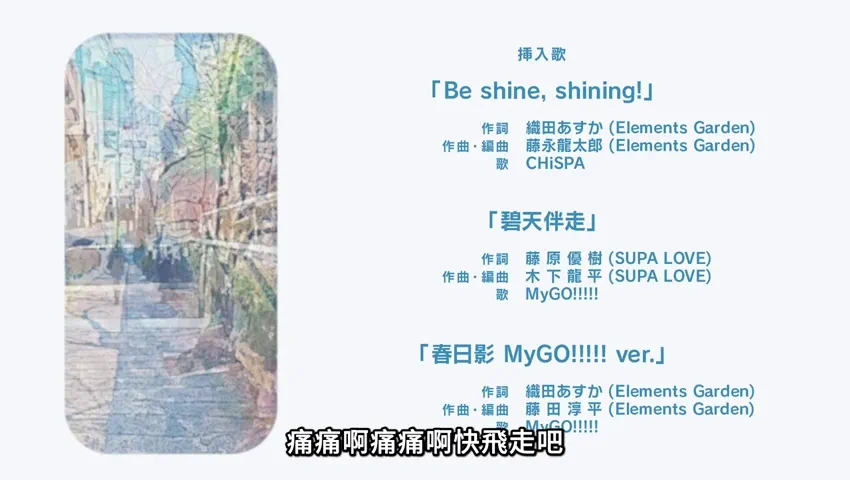 挿入歌
「Be shine, shining!」
作詞 織田あすか (Elements Garden)
作曲・編曲 藤永龍太郎 (Elements Garden)
歌 CHiSPA
「碧天伴走」
作詞 藤原優樹 (SUPA LOVE)
作曲・編曲 木下龍平 (SUPA LOVE)
歌 MyGO!!!!!
「春日影 MyGO!!!!! ver.」
作詞 織田あすか (Elements Garden)
作曲・編曲 藤田淳平 (Elements Garden)
歌 MyGO!!!!!
痛痛啊痛痛啊快飛走吧